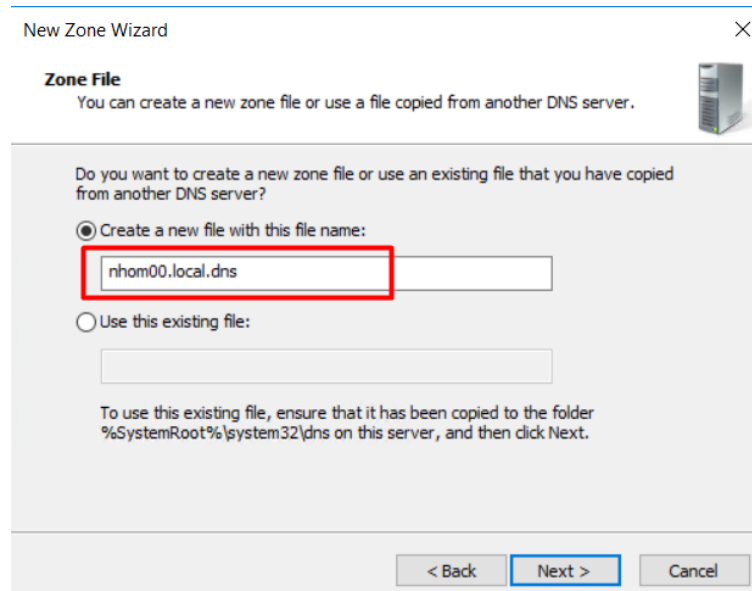 New Zone Wizard
Zone File
You can create a new zone file or use a file copied from another DNS server.
Do you want to create a new zone file or use an existing file that you have copied
from another DNS server?
Create a new file with this file name:
nhom00.local.dns
Use this existing file:
To use this existing file, ensure that it has been copied to the folder
%SystemRoot%\system32\dns on this server, and then click Next.
< Back
Next >
Cancel